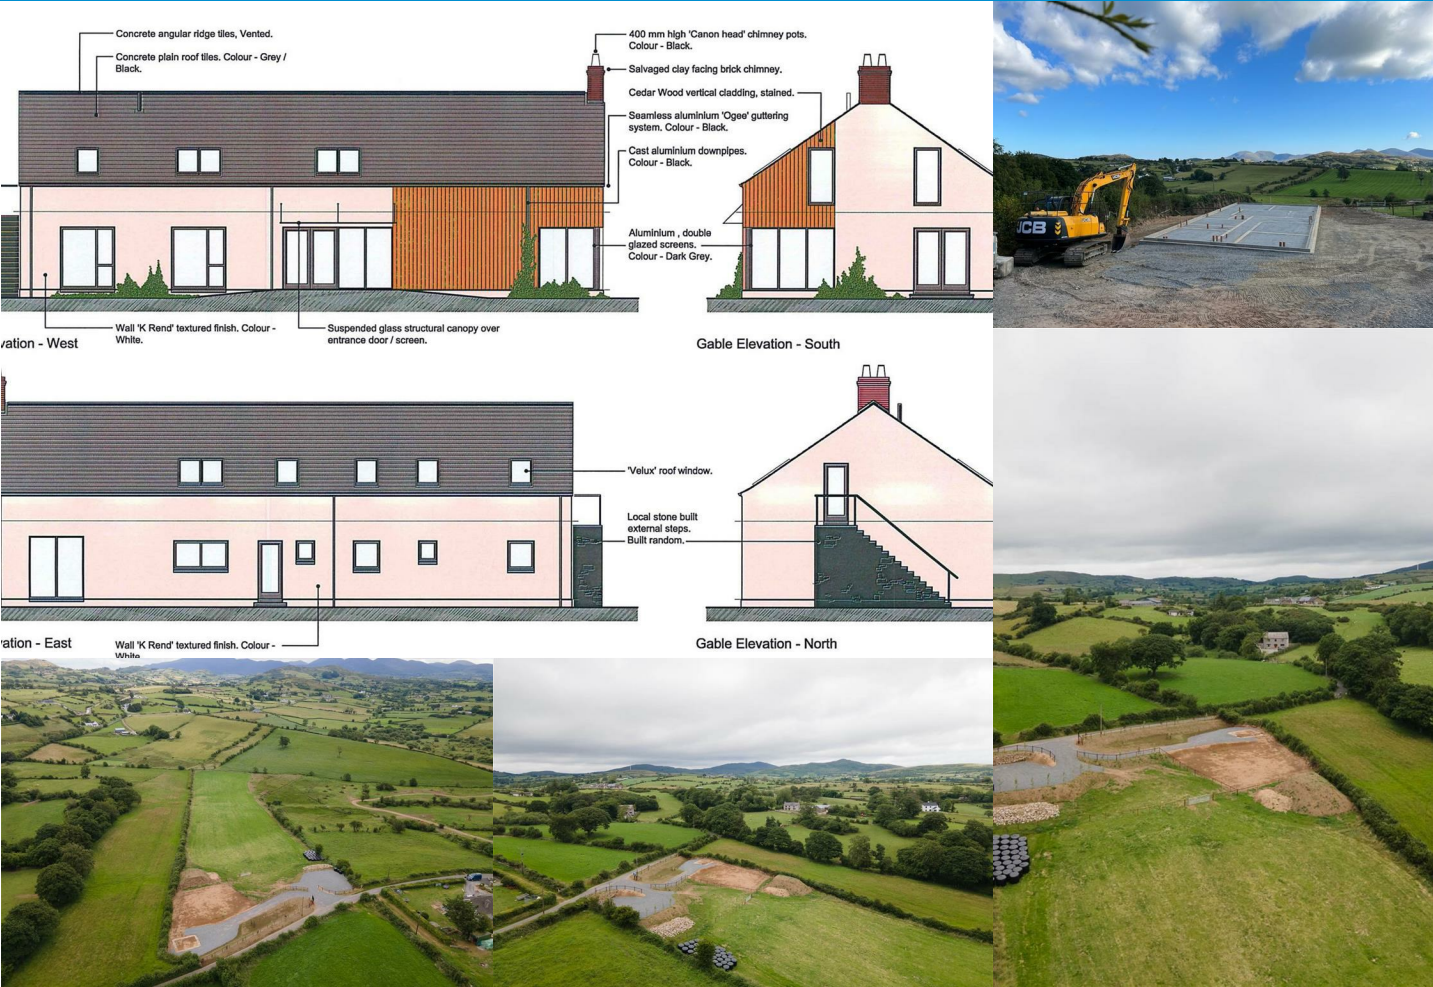 Concrete angular ridge tiles, Vented.
Concrete plain roof tiles. Colour - Grey /
Black.
400 mm high 'Canon head' chimney pots.
Colour - Black.
Salvaged clay facing brick chimney.
Cedar Wood vertical cladding, stained.
Seamless aluminium 'Ogee' guttering
system. Colour - Black.
Cast aluminium downpipes.
Colour - Black.
Aluminium , double
glazed screens.
Colour - Dark Grey.
Wall 'K Rend' textured finish. Colour -
White.
Suspended glass structural canopy over
entrance door / screen.
vation - West
Gable Elevation - South
JCB
'Velux' roof window.
Local stone built
external steps.
Built random.
Wall 'K Rend' textured finish. Colour -
White
vation - East
Gable Elevation - North